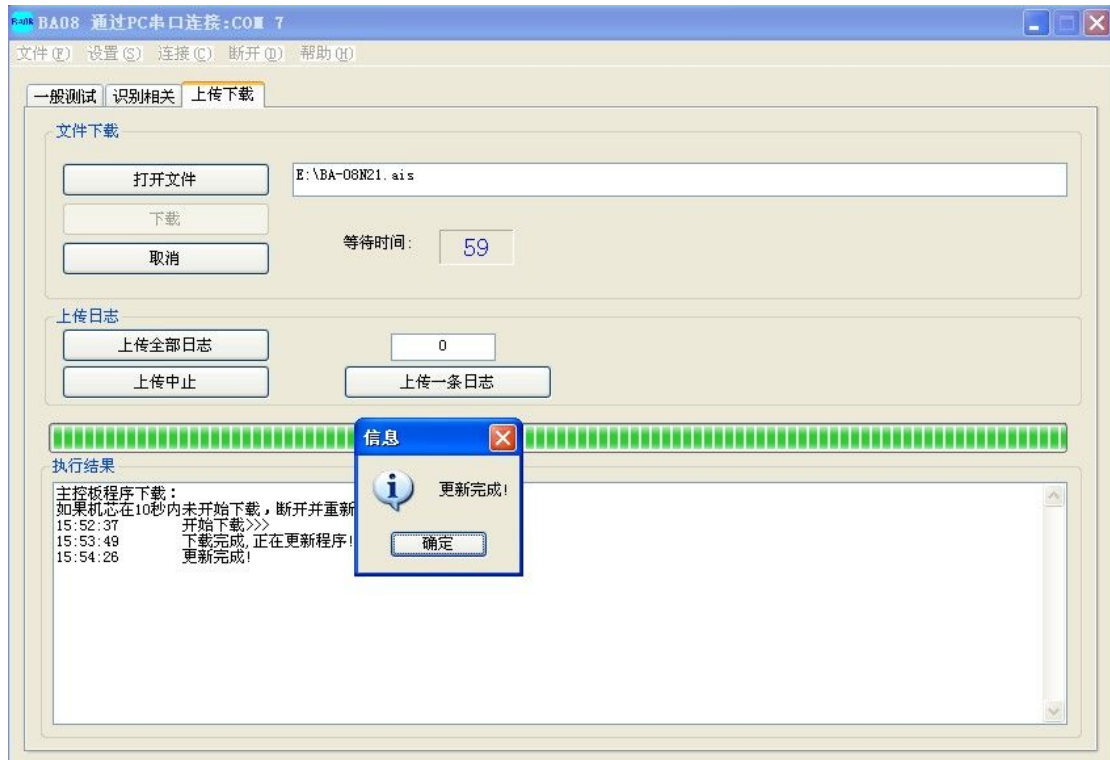 BA08 BA08 通过PC串口连接:COM 7
文件(F) 设置(S) 连接(C) 断开(D) 帮助(H)
一般测试 识别相关 上传下载
文件下载
打开文件 E:\BA-08N21.ais
下载
等待时间: 59
取消
上传日志
上传全部日志 0
上传中止 上传一条日志
信息
更新完成!
确定
执行结果
主控板程序下载:
如果机芯在10秒内未开始下载,断开并重新
15:52:37 开始下载>>>
15:53:49 下载完成,正在更新程序!
15:54:26 更新完成!